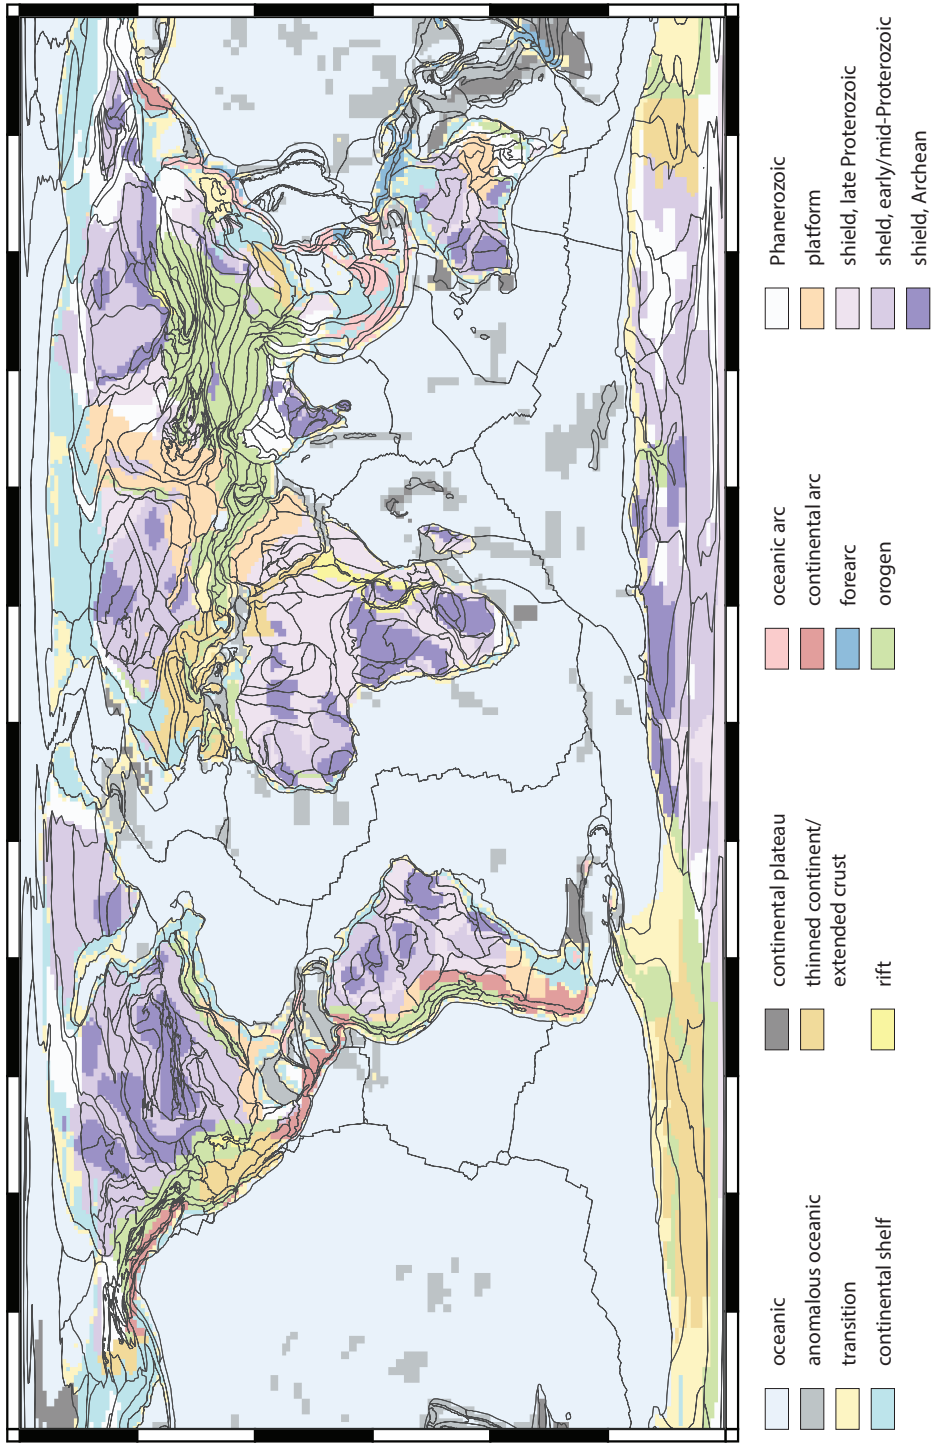 oceanic
anomalous oceanic
transition
continental shelf
continental plateau
thinned continent/
extended crust
rift
oceanic arc
continental arc
forearc
orogen
Phanerozoic
platform
shield, late Proterozoic
sheld, early/mid-Proterozoic
shield, Archean